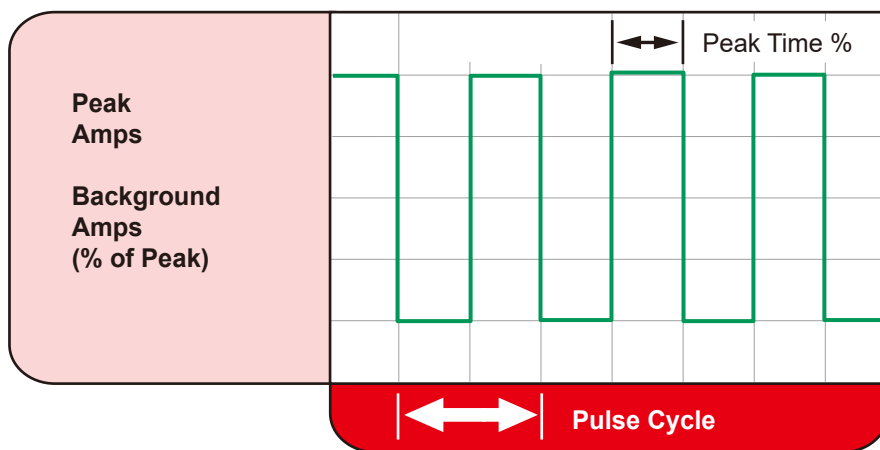 Peak Time %
Peak
Amps
Background
Amps
(% of Peak)
Pulse Cycle